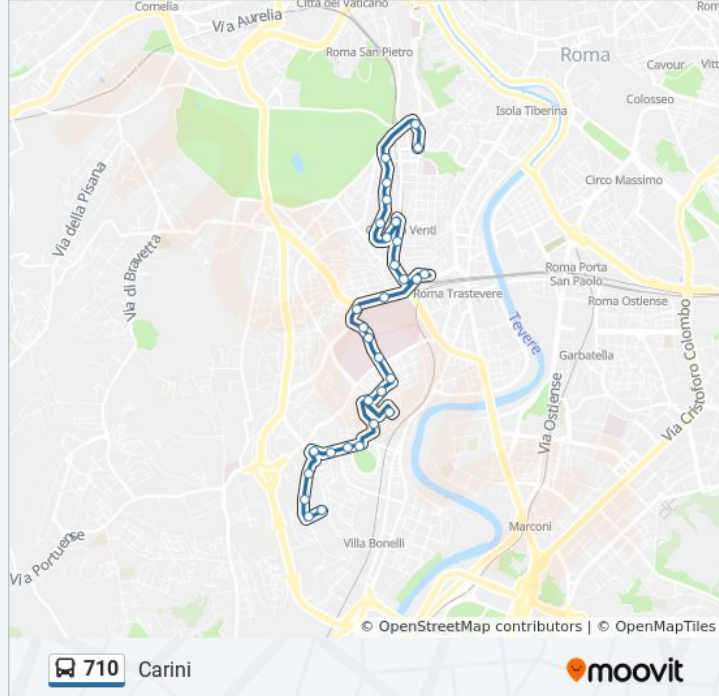 Cornelia
Città del Vaticano
Via Aurelia
Roma San Pietro
Roma
Cavour
Colosseo
Isola Tiberina
Circo Massimo
Via della Pisana
Via di Bravetta
Venti
Roma Trastevere
Roma Porta
San Paolo
Roma Ostiense
Tevere
Garbatella
Via Ostiense
Via Cristoforo Colombo
Marconi
Villa Bonelli
Via Portuense
© OpenStreetMap contributors | © OpenMapTiles
710 Carini
moovit